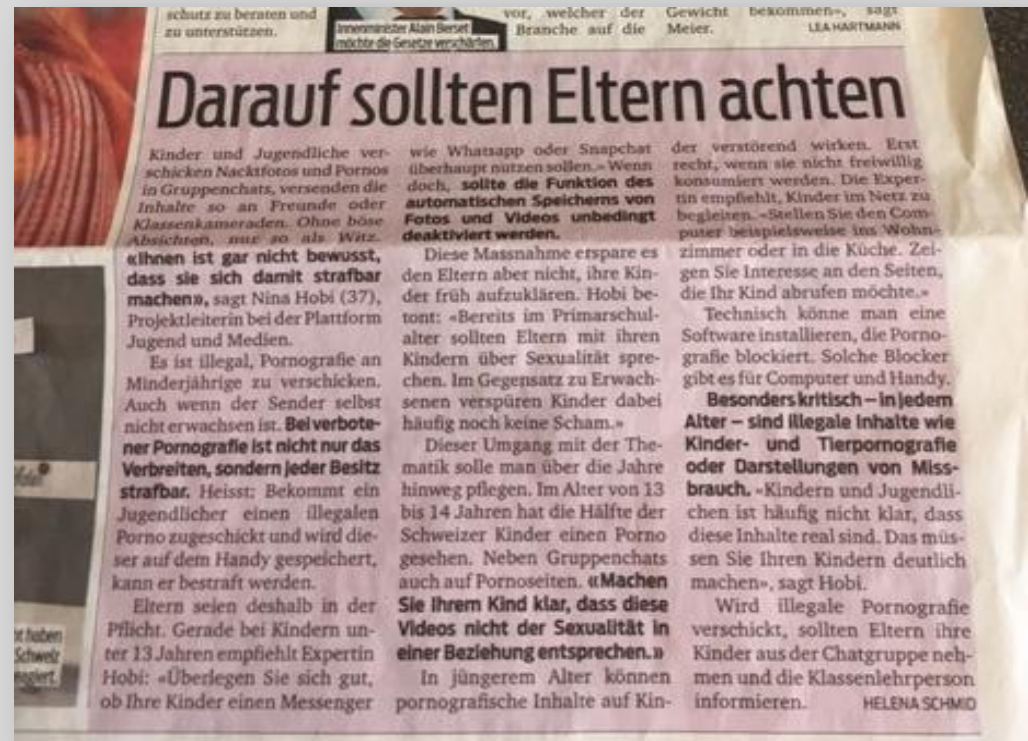 schutz zu beraten und
zu unterstützen.
Innenminister Alain Berset
möchte die Gesetze verschärfen.
vor, welcher der
Branche auf die
Gewicht bekommen», sagt
Meier.
LEA HARTMANN
Darauf sollten Eltern achten
Kinder und Jugendliche ver-
schicken Nacktfotos und Pornos
in Gruppenchats, versenden die
Inhalte so an Freunde oder
Klassenkameraden. Ohne böse
Absichten, nur so als Witz.
«Ihnen ist gar nicht bewusst,
dass sie sich damit strafbar
machen», sagt Nina Hobi (37),
Projektleiterin bei der Plattform
Jugend und Medien.
Es ist illegal, Pornografie an
Minderjährige zu verschicken.
Auch wenn der Sender selbst
nicht erwachsen ist. Bei verbote-
ner Pornografie ist nicht nur das
Verbreiten, sondern jeder Besitz
strafbar. Heisst: Bekommt ein
Jugendlicher einen illegalen
Porno zugeschickt und wird die-
ser auf dem Handy gespeichert,
kann er bestraft werden.
Eltern seien deshalb in der
Pflicht. Gerade bei Kindern un-
ter 13 Jahren empfiehlt Expertin
Hobi: «Überlegen Sie sich gut,
ob Ihre Kinder einen Messenger
wie Whatsapp oder Snapchat
überhaupt nutzen sollen.» Wenn
doch, sollte die Funktion des
automatischen Speicherns von
Fotos und Videos unbedingt
deaktiviert werden.
Diese Massnahme erspare es
den Eltern aber nicht, ihre Kin-
der früh aufzuklären. Hobi be-
tont: «Bereits im Primarschul-
alter sollten Eltern mit ihren
Kindern über Sexualität spre-
chen. Im Gegensatz zu Erwach-
senen verspüren Kinder dabei
häufig noch keine Scham.»
Dieser Umgang mit der The-
matik solle man über die Jahre
hinweg pflegen. Im Alter von 13
bis 14 Jahren hat die Hälfte der
Schweizer Kinder einen Porno
gesehen. Neben Gruppenchats
auch auf Pornoseiten. «Machen
Sie Ihrem Kind klar, dass diese
Videos nicht der Sexualität in
einer Beziehung entsprechen.»
In jüngerem Alter können
pornografische Inhalte auf Kin-
der verstörend wirken. Erst
recht, wenn sie nicht freiwillig
konsumiert werden. Die Exper-
tin empfiehlt, Kinder im Netz zu
begleiten. «Stellen Sie den Com-
puter beispielsweise ins Wohn-
zimmer oder in die Küche. Zei-
gen Sie Interesse an den Seiten,
die Ihr Kind abrufen möchte.»
Technisch könne man eine
Software installieren, die Porno-
grafie blockiert. Solche Blocker
gibt es für Computer und Handy.
Besonders kritisch – in jedem
Alter – sind illegale Inhalte wie
Kinder- und Tierpornografie
oder Darstellungen von Miss-
brauch. «Kindern und Jugendli-
chen ist häufig nicht klar, dass
diese Inhalte real sind. Das müs-
sen Sie Ihren Kindern deutlich
machen», sagt Hobi.
Wird illegale Pornografie
verschickt, sollten Eltern ihre
Kinder aus der Chatgruppe neh-
men und die Klassenlehrperson
informieren.
HELENA SCHMID
haben
Schweiz